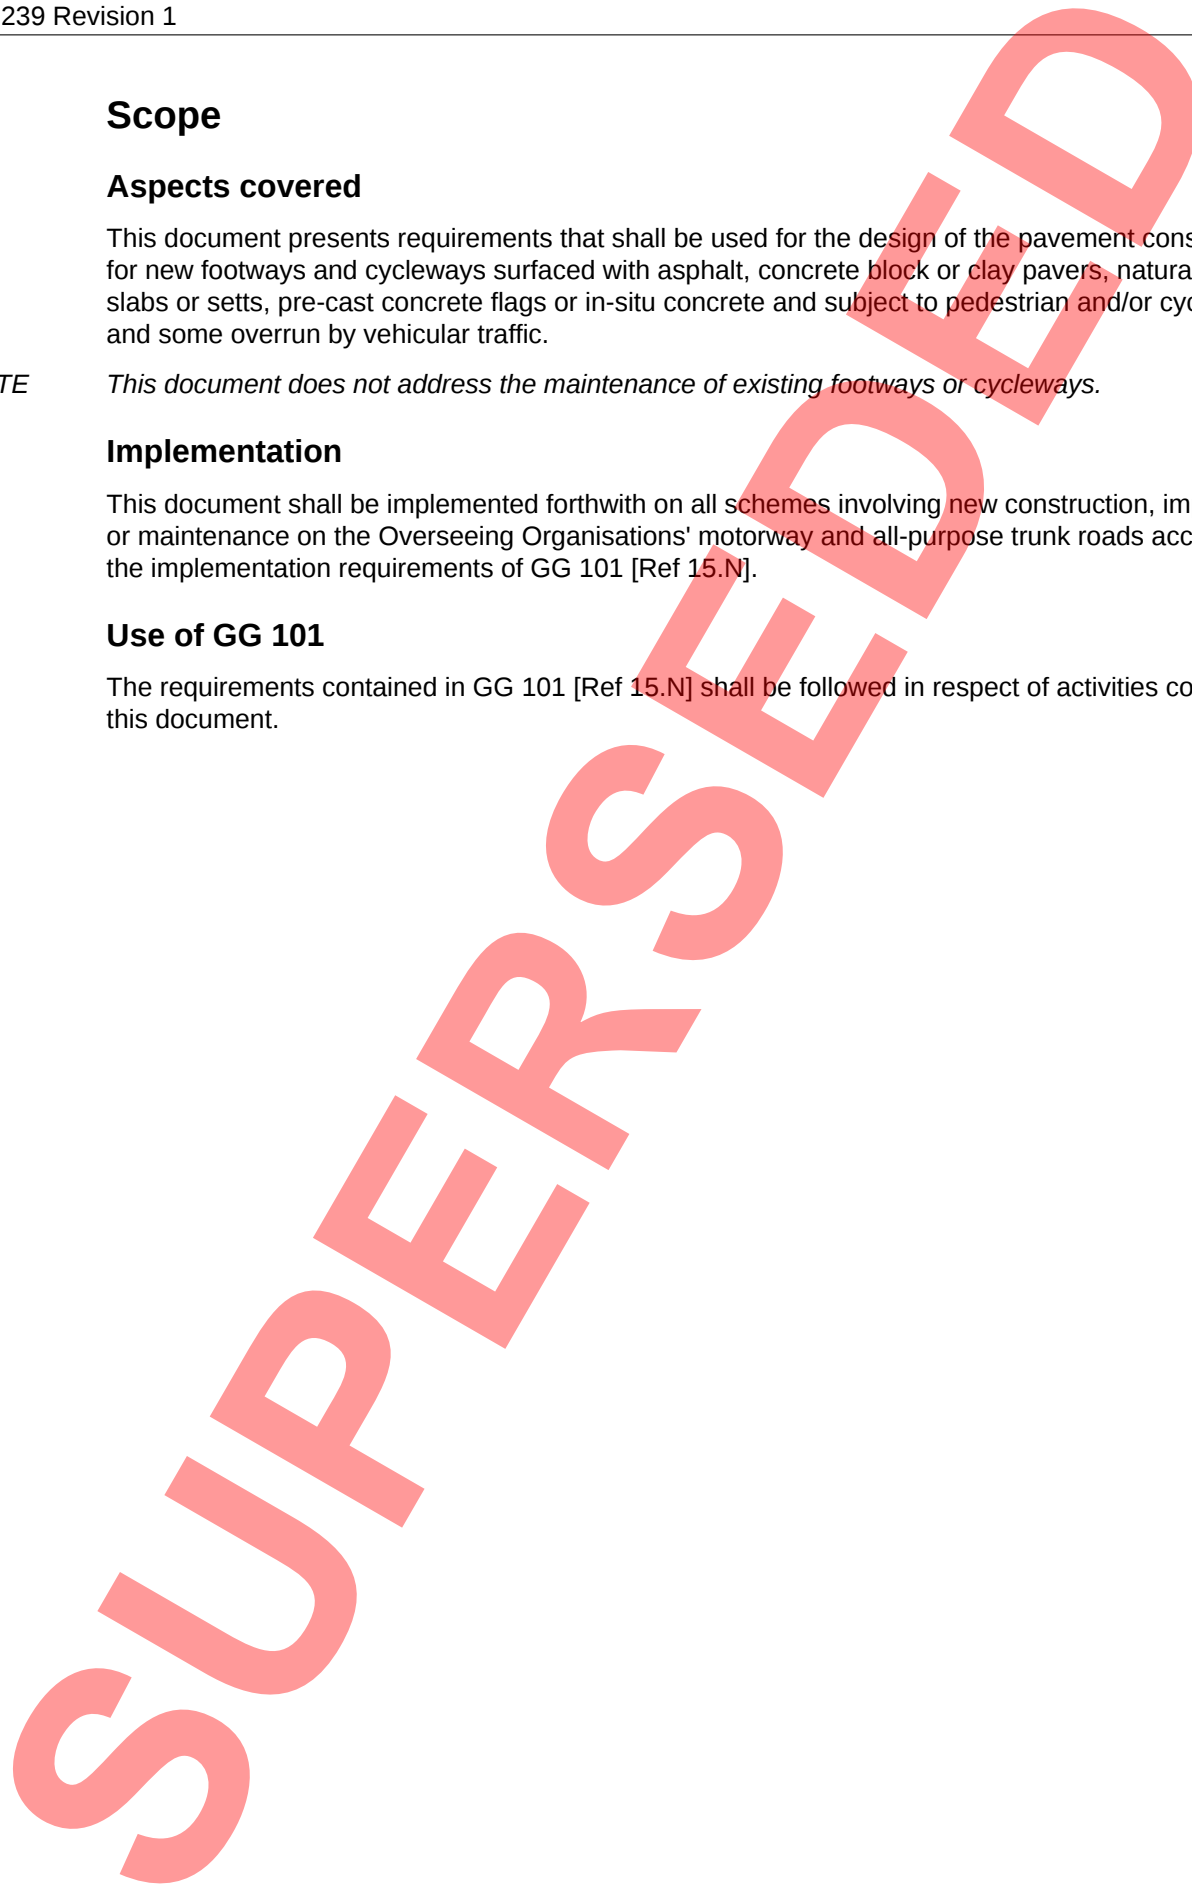 239 Revision 1
Scope
Aspects covered
This document presents requirements that shall be used for the design of the pavement cons
for new footways and cycleways surfaced with asphalt, concrete block or clay pavers, natura
slabs or setts, pre-cast concrete flags or in-situ concrete and subject to pedestrian and/or cyc
and some overrun by vehicular traffic.
TE This document does not address the maintenance of existing footways or cycleways.
Implementation
This document shall be implemented forthwith on all schemes involving new construction, im
or maintenance on the Overseeing Organisations' motorway and all-purpose trunk roads acc
the implementation requirements of GG 101 [Ref 15.N].
Use of GG 101
The requirements contained in GG 101 [Ref 15.N] shall be followed in respect of activities co
this document.
SUPERSEDED